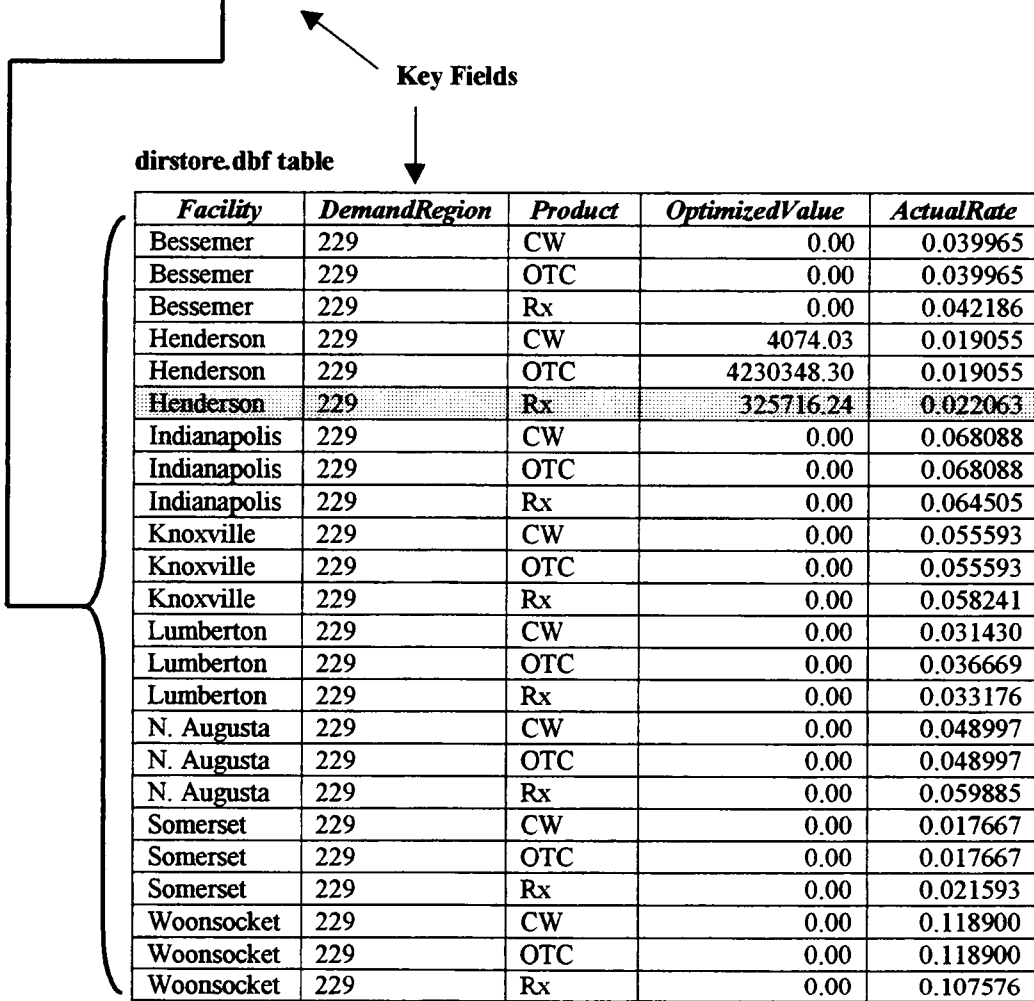 Key Fields
dirstore.dbf table
Facility DemandRegion Product OptimizedValue ActualRate
Bessemer 229 CW 0.00 0.039965
Bessemer 229 OTC 0.00 0.039965
Bessemer 229 Rx 0.00 0.042186
Henderson 229 CW 4074.03 0.019055
Henderson 229 OTC 4230348.30 0.019055
Henderson 229 Rx 325716.24 0.022063
Indianapolis 229 CW 0.00 0.068088
Indianapolis 229 OTC 0.00 0.068088
Indianapolis 229 Rx 0.00 0.064505
Knoxville 229 CW 0.00 0.055593
Knoxville 229 OTC 0.00 0.055593
Knoxville 229 Rx 0.00 0.058241
Lumberton 229 CW 0.00 0.031430
Lumberton 229 OTC 0.00 0.036669
Lumberton 229 Rx 0.00 0.033176
N. Augusta 229 CW 0.00 0.048997
N. Augusta 229 OTC 0.00 0.048997
N. Augusta 229 Rx 0.00 0.059885
Somerset 229 CW 0.00 0.017667
Somerset 229 OTC 0.00 0.017667
Somerset 229 Rx 0.00 0.021593
Woonsocket 229 CW 0.00 0.118900
Woonsocket 229 OTC 0.00 0.118900
Woonsocket 229 Rx 0.00 0.107576